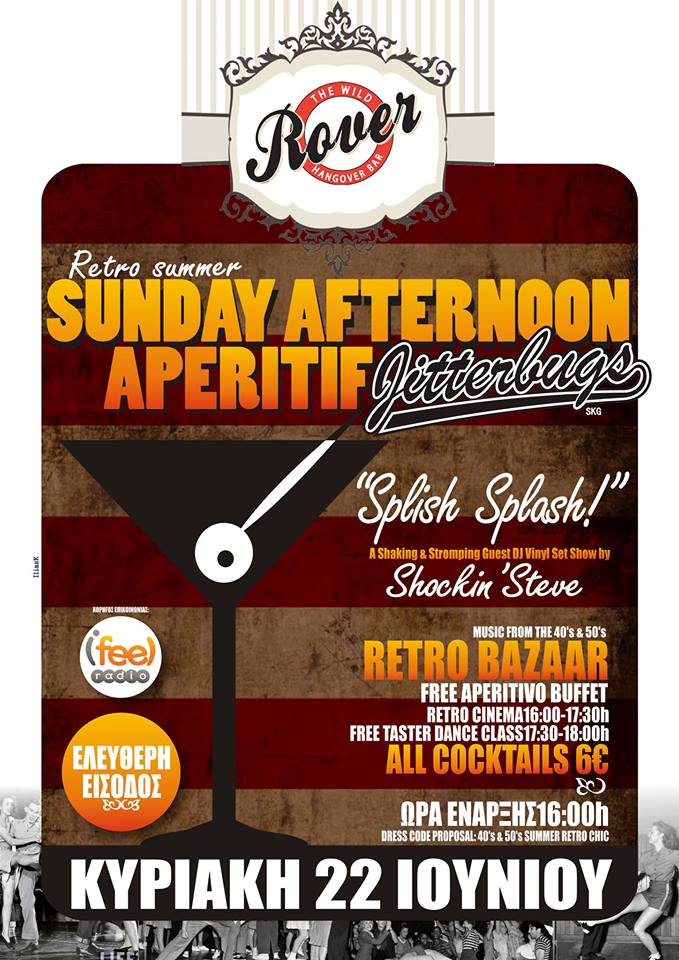 THE WILD
Rover
HANGOVER BAR
Retro summer
SUNDAY AFTERNOON
APERITIF Jitterbugs
SKG
"Splish Splash!"
A Shaking & Stromping Guest DJ Vinyl Set Show by
Shockin'Steve
IliasK
ΧΟΡΗΓΟΣ ΕΠΙΚΟΙΝΩΝΙΑΣ:
ifeel
radio
MUSIC FROM THE 40's & 50's
RETRO BAZAAR
FREE APERITIVO BUFFET
RETRO CINEMA16:00-17:30h
FREE TASTER DANCE CLASS17:30-18:00h
ALL COCKTAILS 6€
ΕΛΕΥΘΕΡΗ
ΕΙΣΟΔΟΣ
ΩΡΑ ΕΝΑΡΞΗΣ16:00h
DRESS CODE PROPOSAL: 40's & 50's SUMMER RETRO CHIC
ΚΥΡΙΑΚΗ 22 ΙΟΥΝΙΟΥ
LIFE